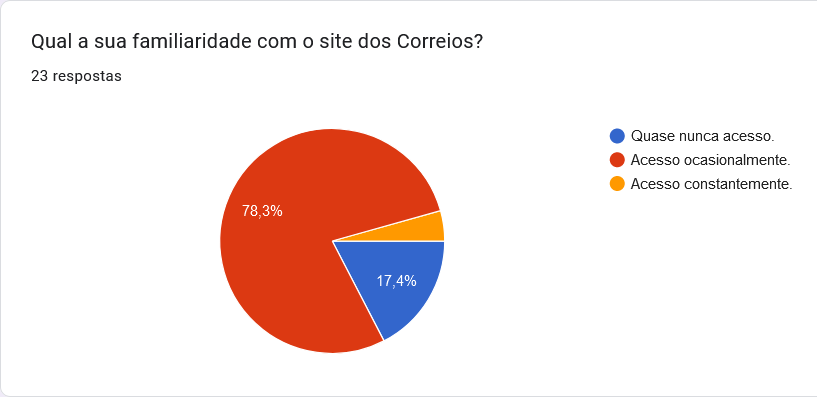 Qual a sua familiaridade com o site dos Correios?
23 respostas
Quase nunca acesso.
Acesso ocasionalmente.
Acesso constantemente.
78,3%
17,4%